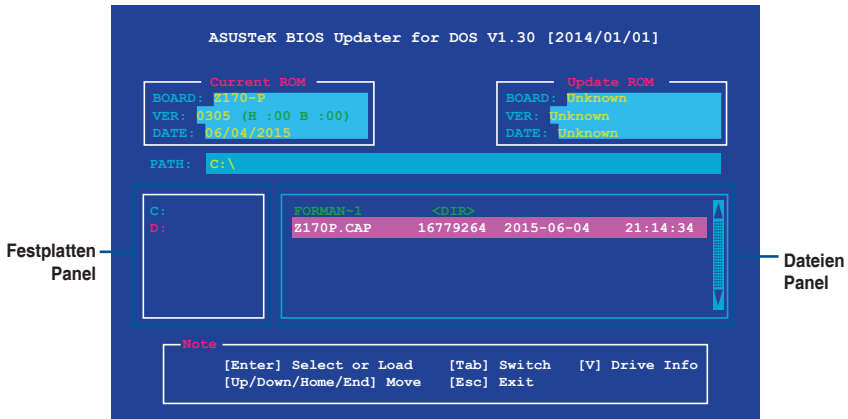 ASUSTeK BIOS Updater for DOS V1.30 [2014/01/01]
Current ROM
BOARD: Z170-P
VER: 0305 (H :00 B :00)
DATE: 06/04/2015
Update ROM
BOARD: Unknown
VER: Unknown
DATE: Unknown
PATH: C:\
C:
D:
FORMAN~1 <DIR>
Z170P.CAP 16779264 2015-06-04 21:14:34
Festplatten
Panel
Dateien
Panel
Note
[Enter] Select or Load [Tab] Switch [V] Drive Info
[Up/Down/Home/End] Move [Esc] Exit